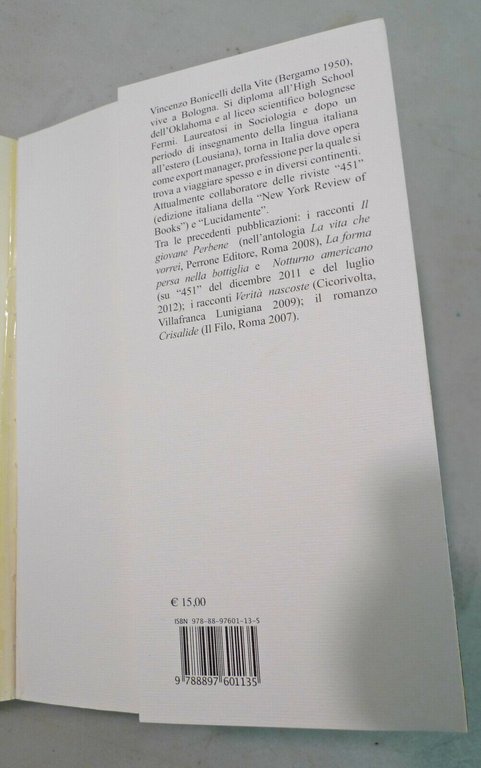 Vincenzo Bonicelli della Vite (Bergamo 1950),
vive a Bologna. Si diploma all'High School
dell'Oklahoma e al liceo scientifico bolognese
Fermi. Laureatosi in Sociologia e dopo un
periodo di insegnamento della lingua italiana
all'estero (Lousiana), torna in Italia dove opera
come export manager, professione per la quale si
trova a viaggiare spesso e in diversi continenti.
Attualmente collaboratore delle riviste "451"
(edizione italiana della "New York Review of
Books") e "Lucidamente".
Tra le precedenti pubblicazioni: i racconti Il
giovane Perbene (nell'antologia La vita che
vorrei, Perrone Editore, Roma 2008), La forma
persa nella bottiglia e Notturno americano
(su "451" del dicembre 2011 e del luglio
2012); i racconti Verità nascoste (Cicorivolta,
Villafranca Lunigiana 2009); il romanzo
Crisalide (Il Filo, Roma 2007).
€ 15,00
ISBN 978-88-97601-13-5
9 788897 601135